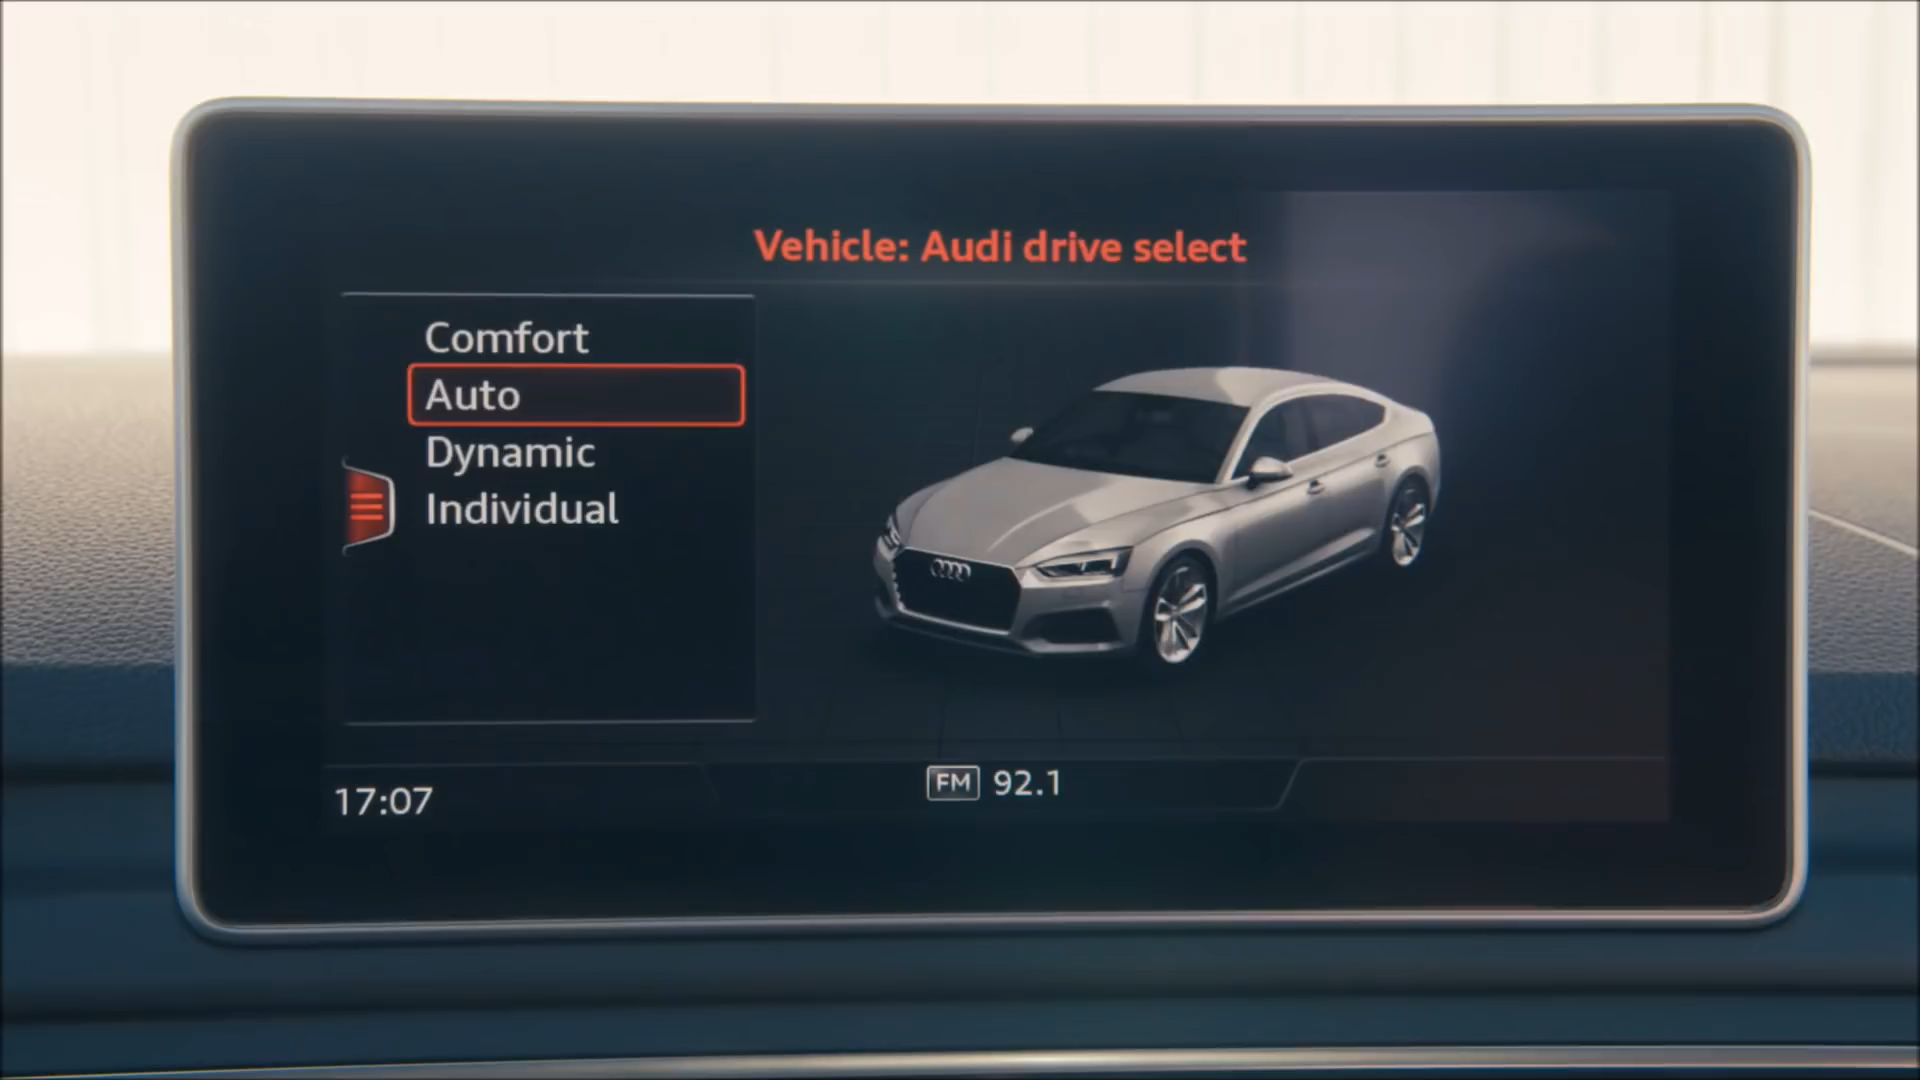 Vehicle: Audi drive select
Comfort
Auto
Dynamic
Individual
17:07
FM 92.1